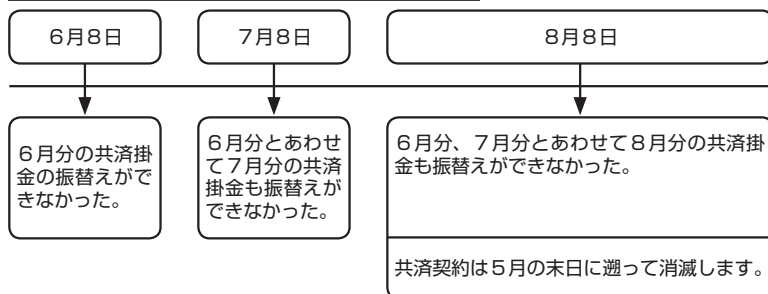 6月8日
7月8日
8月8日
6月分の共済掛
金の振替えがで
きなかった。
6月分とあわせ
て7月分の共済
掛金も振替えが
できなかった。
6月分、7月分とあわせて8月分の共済掛
金も振替えができなかった。
共済契約は5月の末日に遡って消滅します。